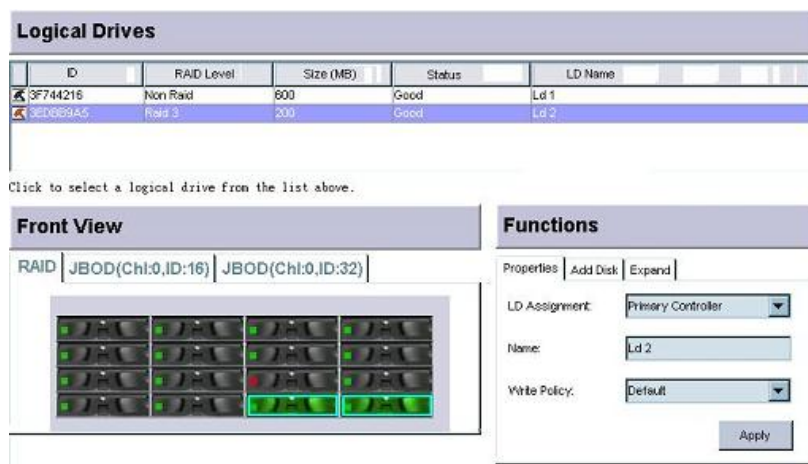 Logical Drives
ID RAID Level Size (MB) Status LD Name
3F744216 Non Raid 600 Good Ld 1
3EDBB9A5 Raid 3 200 Good Ld 2
Click to select a logical drive from the list above.
Front View
RAID JBOD(Chl:0,ID:16) JBOD(Chl:0,ID:32)
Functions
Properties Add Disk Expand
LD Assignment: Primary Controller
Name: Ld 2
Write Policy: Default
Apply